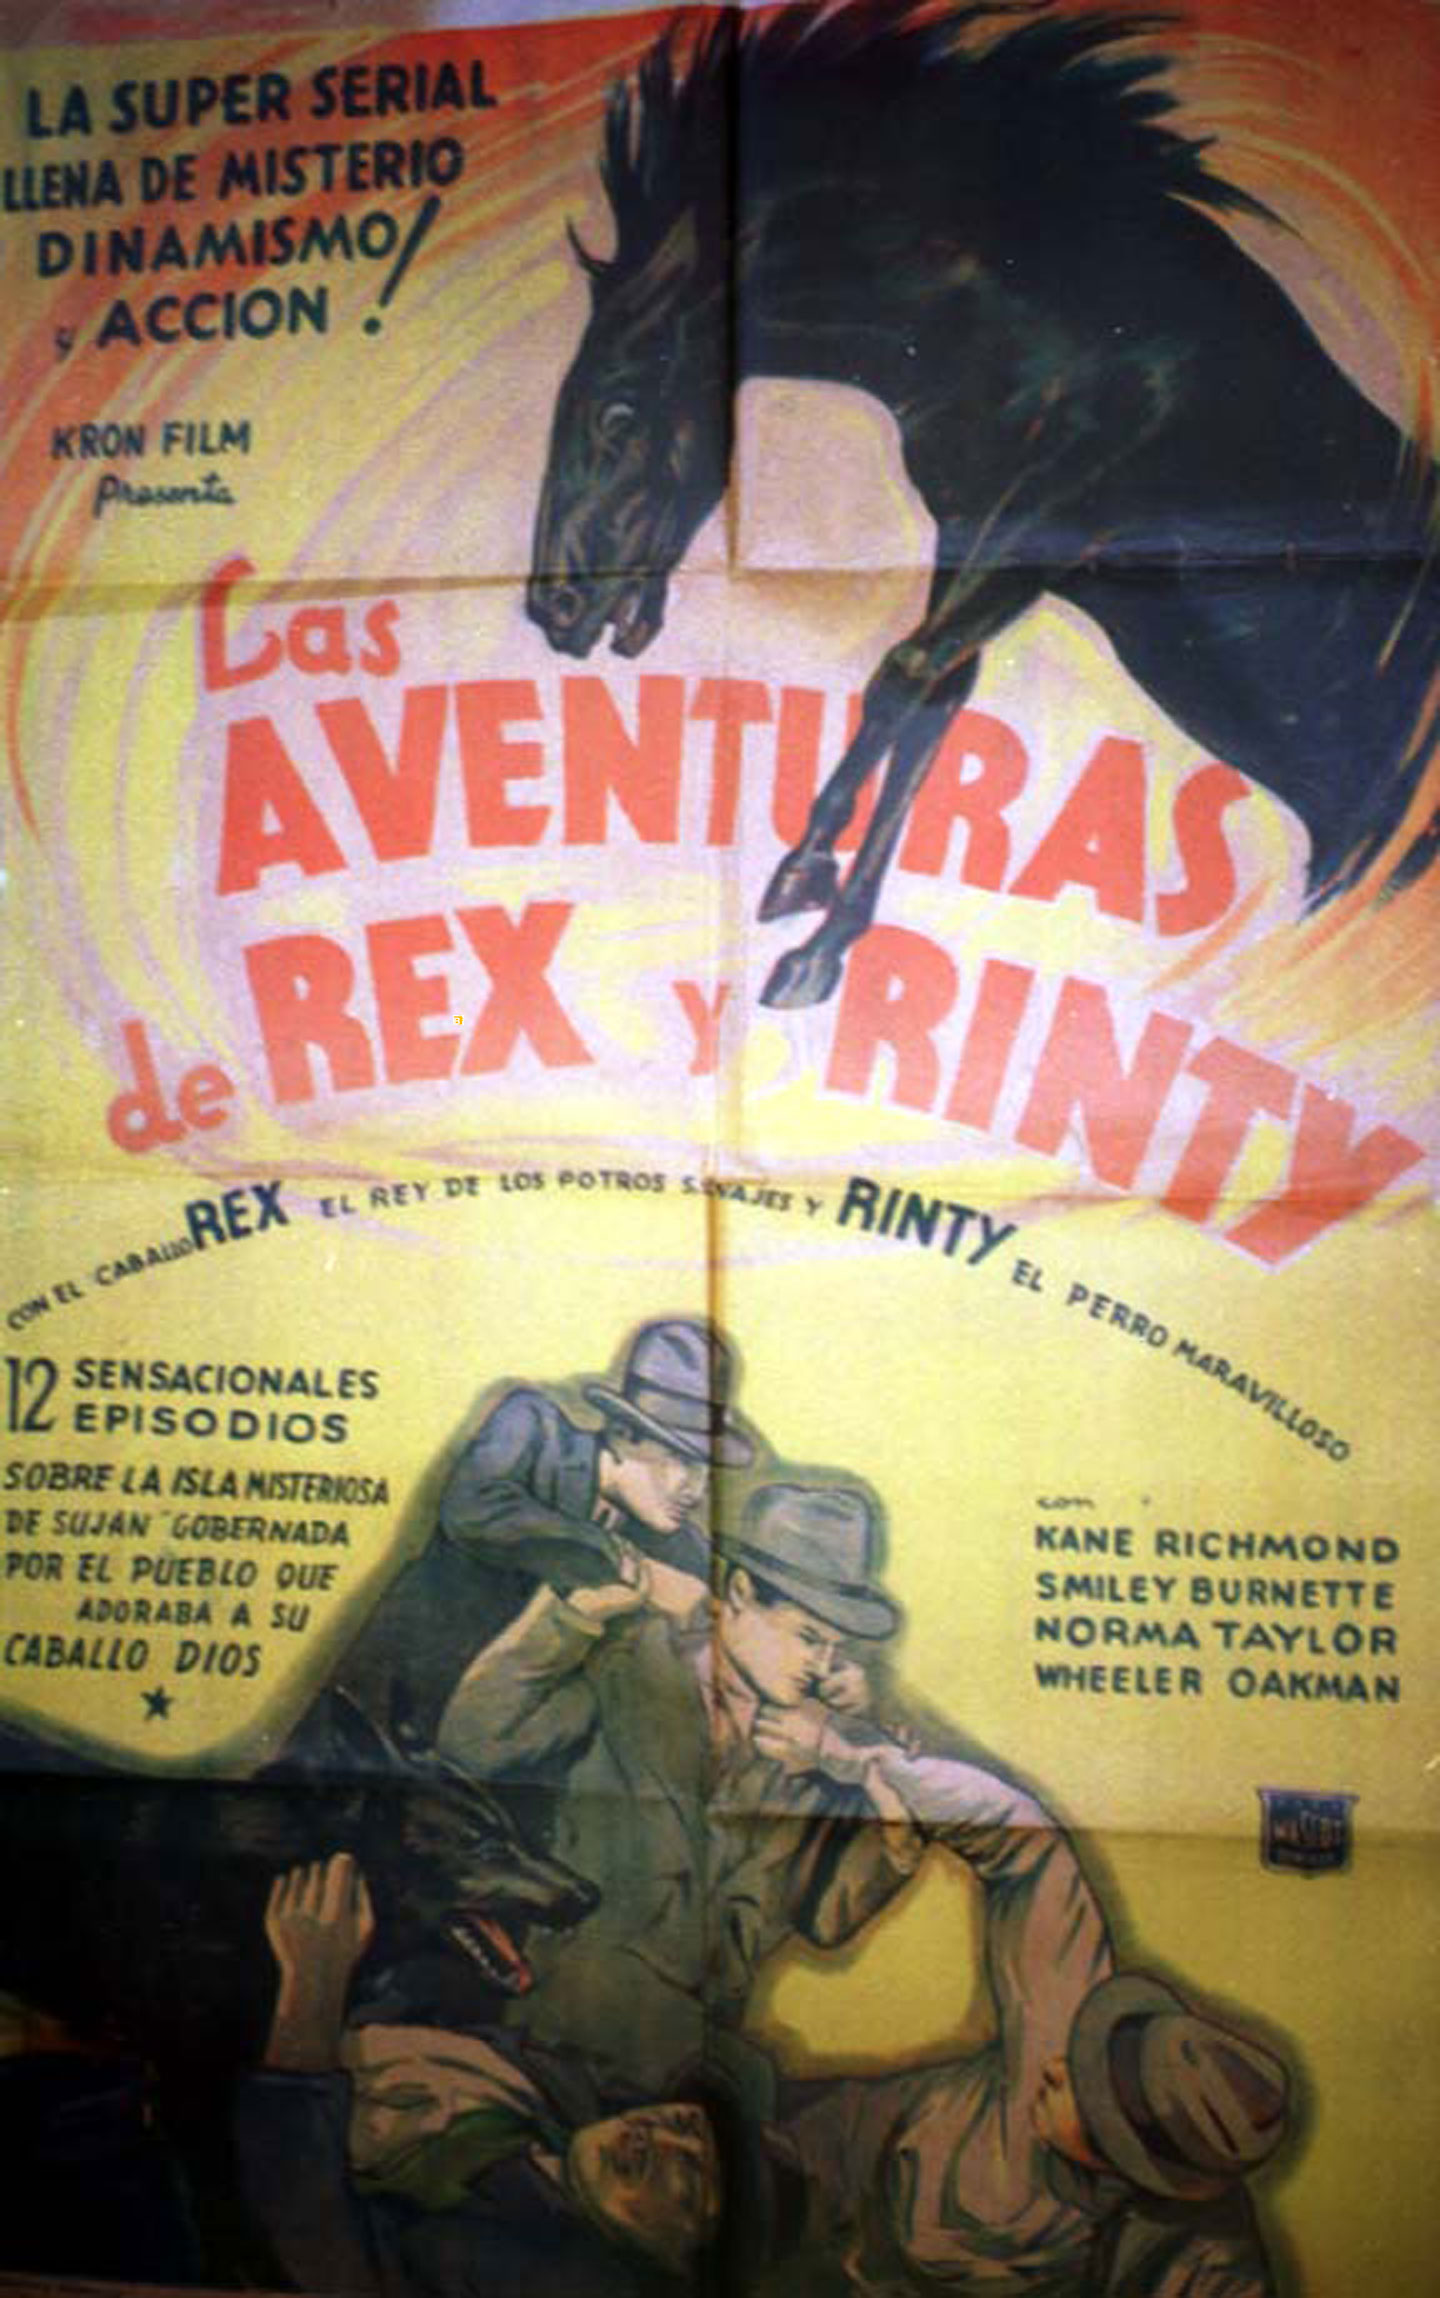 LA SUPER SERIAL
LLENA DE MISTERIO
DINAMISMO
y ACCION!
KRON FILM
Presenta
Las
AVENTURAS
de REX y RINTY
CON EL CABALLO REX EL REY DE LOS POTROS SALVAJES Y RINTY EL PERRO MARAVILLOSO
12 SENSACIONALES
EPISODIOS
SOBRE LA ISLA MISTERIOSA
DE SUJAN GOBERNADA
POR EL PUEBLO QUE
ADORABA A SU
CABALLO DIOS
con
KANE RICHMOND
SMILEY BURNETTE
NORMA TAYLOR
WHEELER OAKMAN
MASCOT